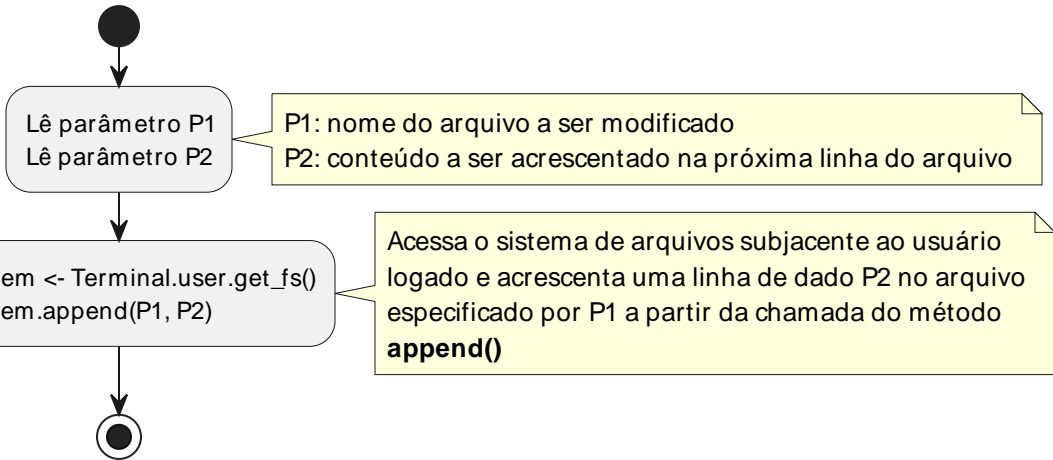 Lê parâmetro P1
Lê parâmetro P2
P1: nome do arquivo a ser modificado
P2: conteúdo a ser acrescentado na próxima linha do arquivo
em <- Terminal.user.get_fs()
em.append(P1, P2)
Acessa o sistema de arquivos subjacente ao usuário
logado e acrescenta uma linha de dado P2 no arquivo
especificado por P1 a partir da chamada do método
append()